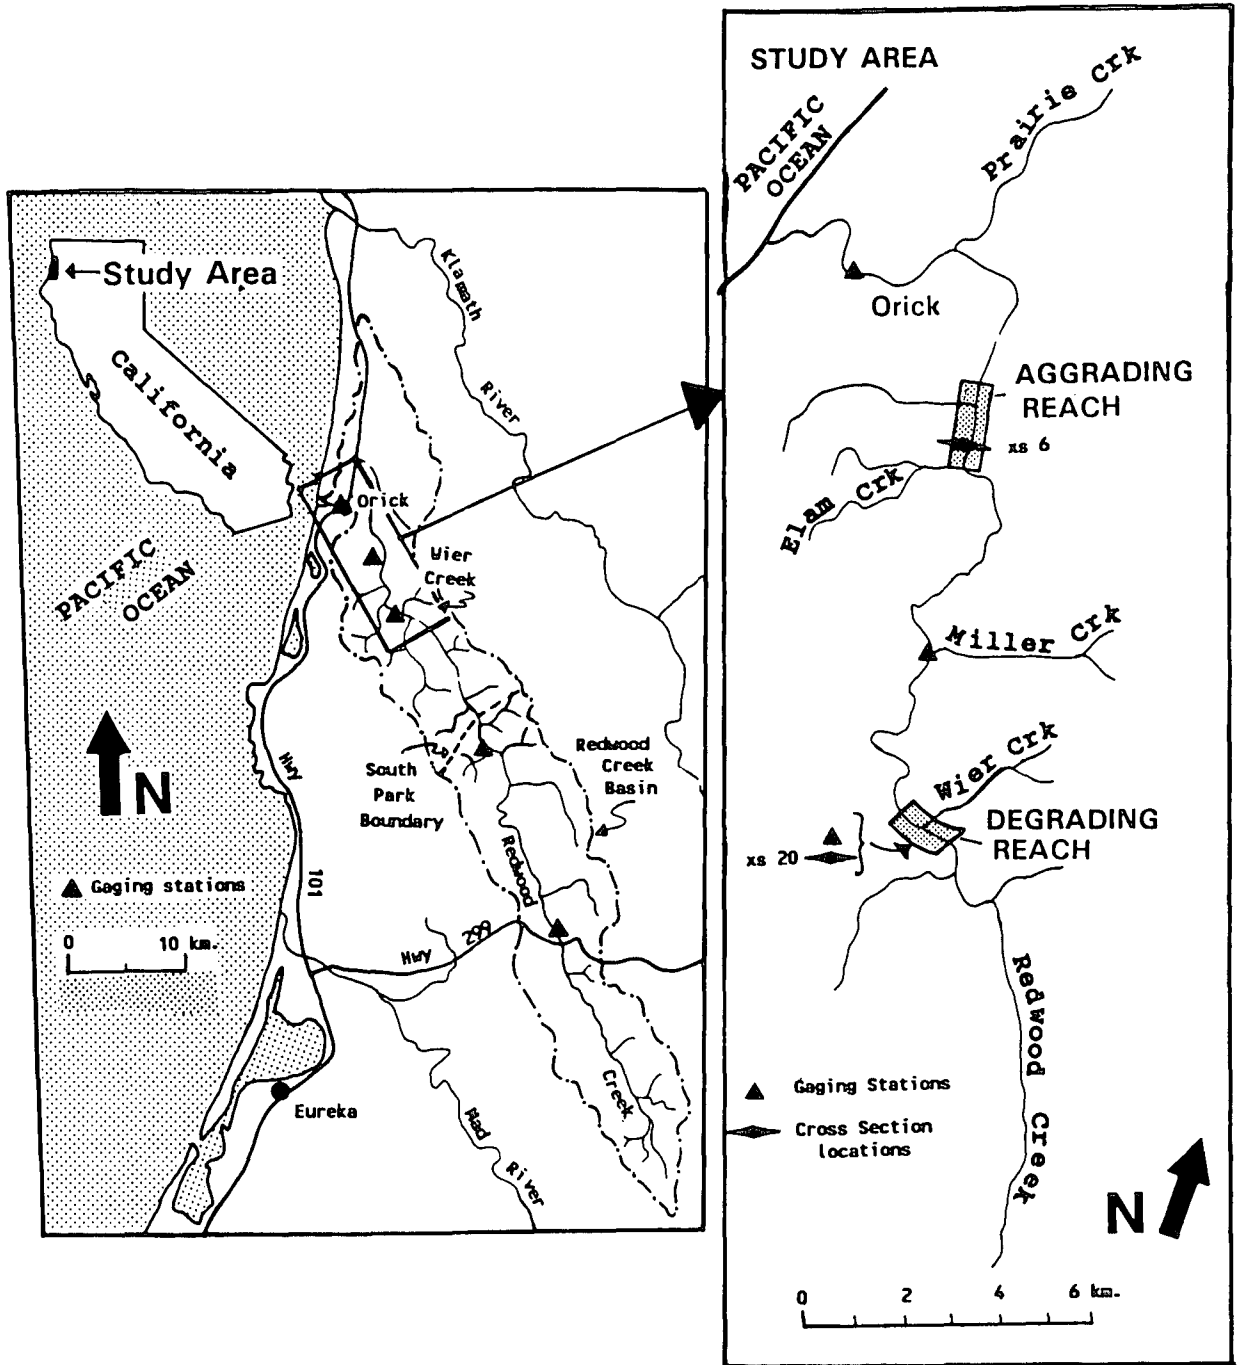 Study Area
California
PACIFIC
OCEAN
N
Gaging stations
0 10 km.
Klamath
River
Orick
Wier
Creek
South
Park
Boundary
Redwood
Creek
Basin
Redwood
Creek
Hwy
101
Hwy 299
Eureka
Mad
River
STUDY AREA
PACIFIC
OCEAN
Prairie Crk
Orick
AGGRADING
REACH
xs 6
Elam Crk
Miller Crk
Wier Crk
DEGRADING
REACH
xs 20
Redwood Creek
Gaging Stations
Cross Section
locations
N
0 2 4 6 km.